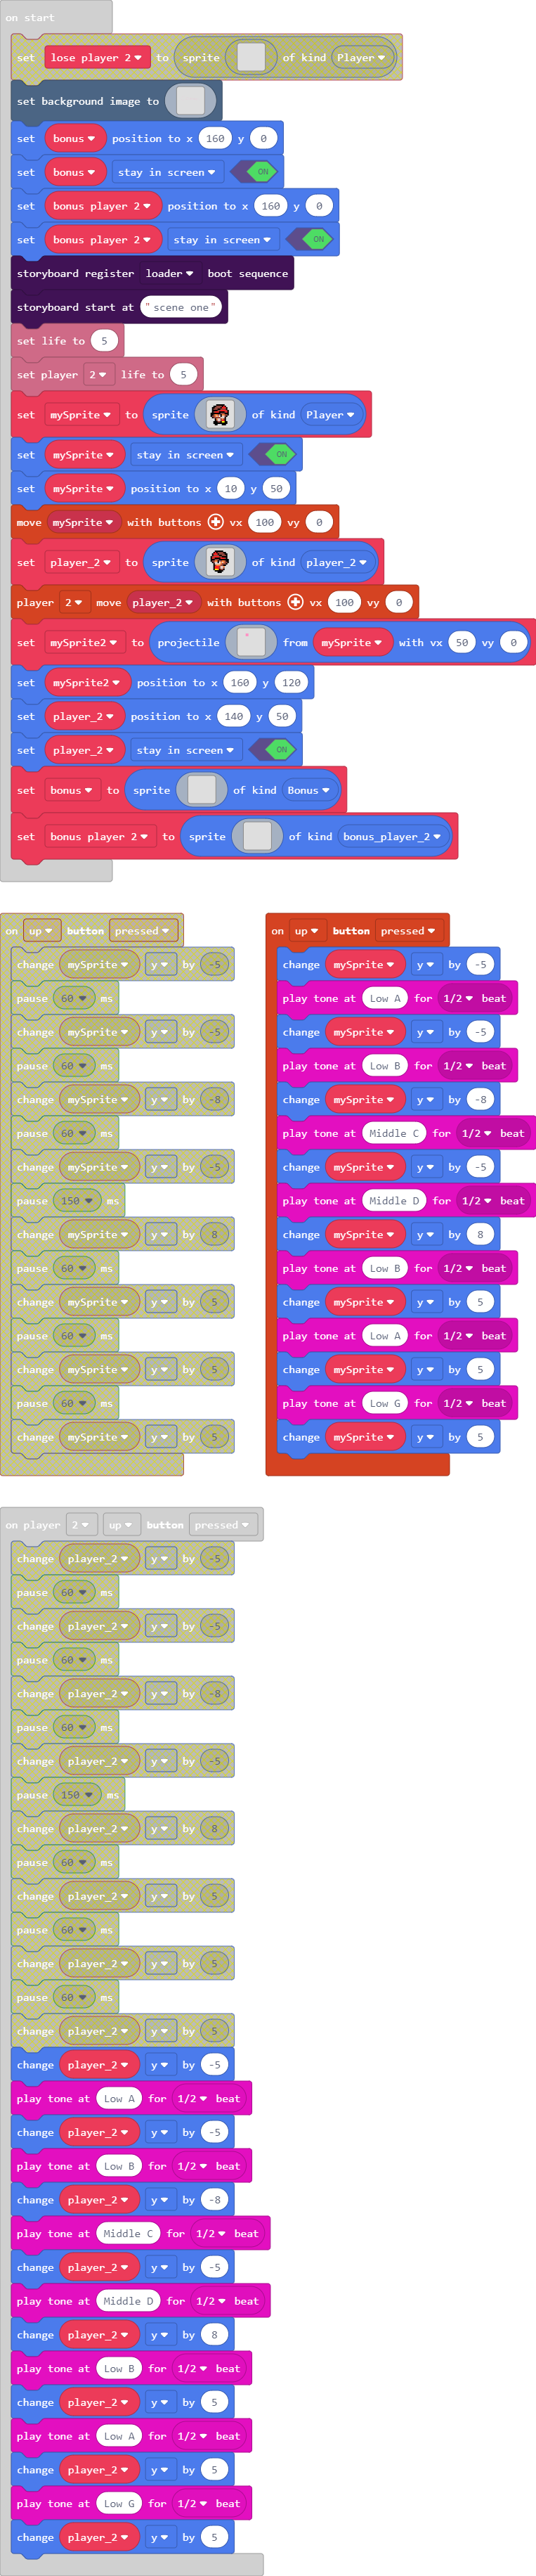 on start
set lose player 2 to sprite of kind Player
set background image to
set bonus position to x 160 y 0
set bonus stay in screen ON
set bonus player 2 position to x 160 y 0
set bonus player 2 stay in screen ON
storyboard register loader boot sequence
storyboard start at "scene one"
set life to 5
set player 2 life to 5
set mySprite to sprite of kind Player
set mySprite stay in screen ON
set mySprite position to x 10 y 50
move mySprite with buttons + vx 100 vy 0
set player_2 to sprite of kind player_2
player 2 move player_2 with buttons + vx 100 vy 0
set mySprite2 to projectile from mySprite with vx 50 vy 0
set mySprite2 position to x 160 y 120
set player_2 position to x 140 y 50
set player_2 stay in screen ON
set bonus to sprite of kind Bonus
set bonus player 2 to sprite of kind bonus_player_2
on up button pressed
change mySprite y by -5
pause 60 ms
change mySprite y by -5
pause 60 ms
change mySprite y by -8
pause 60 ms
change mySprite y by -5
pause 150 ms
change mySprite y by 8
pause 60 ms
change mySprite y by 5
pause 60 ms
change mySprite y by 5
pause 60 ms
change mySprite y by 5
on up button pressed
change mySprite y by -5
play tone at Low A for 1/2 beat
change mySprite y by -5
play tone at Low B for 1/2 beat
change mySprite y by -8
play tone at Middle C for 1/2 beat
change mySprite y by -5
play tone at Middle D for 1/2 beat
change mySprite y by 8
play tone at Low B for 1/2 beat
change mySprite y by 5
play tone at Low A for 1/2 beat
change mySprite y by 5
play tone at Low G for 1/2 beat
change mySprite y by 5
on player 2 up button pressed
change player_2 y by -5
pause 60 ms
change player_2 y by -5
pause 60 ms
change player_2 y by -8
pause 60 ms
change player_2 y by -5
pause 150 ms
change player_2 y by 8
pause 60 ms
change player_2 y by 5
pause 60 ms
change player_2 y by 5
pause 60 ms
change player_2 y by 5
change player_2 y by -5
play tone at Low A for 1/2 beat
change player_2 y by -5
play tone at Low B for 1/2 beat
change player_2 y by -8
play tone at Middle C for 1/2 beat
change player_2 y by -5
play tone at Middle D for 1/2 beat
change player_2 y by 8
play tone at Low B for 1/2 beat
change player_2 y by 5
play tone at Low A for 1/2 beat
change player_2 y by 5
play tone at Low G for 1/2 beat
change player_2 y by 5